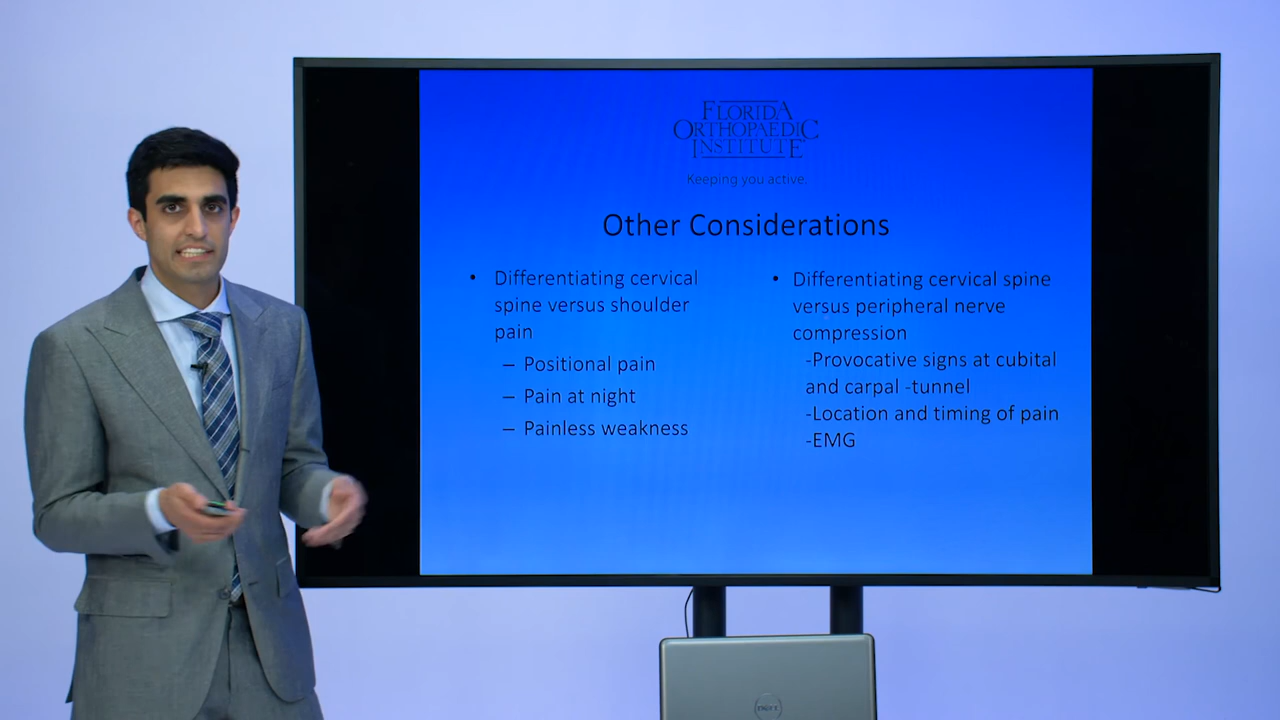 FLORIDA
ORTHOPAEDIC
INSTITUTE
Keeping you active.
Other Considerations
• Differentiating cervical
spine versus shoulder
pain
– Positional pain
– Pain at night
– Painless weakness
• Differentiating cervical spine
versus peripheral nerve
compression
-Provocative signs at cubital
and carpal -tunnel
-Location and timing of pain
-EMG
DELL